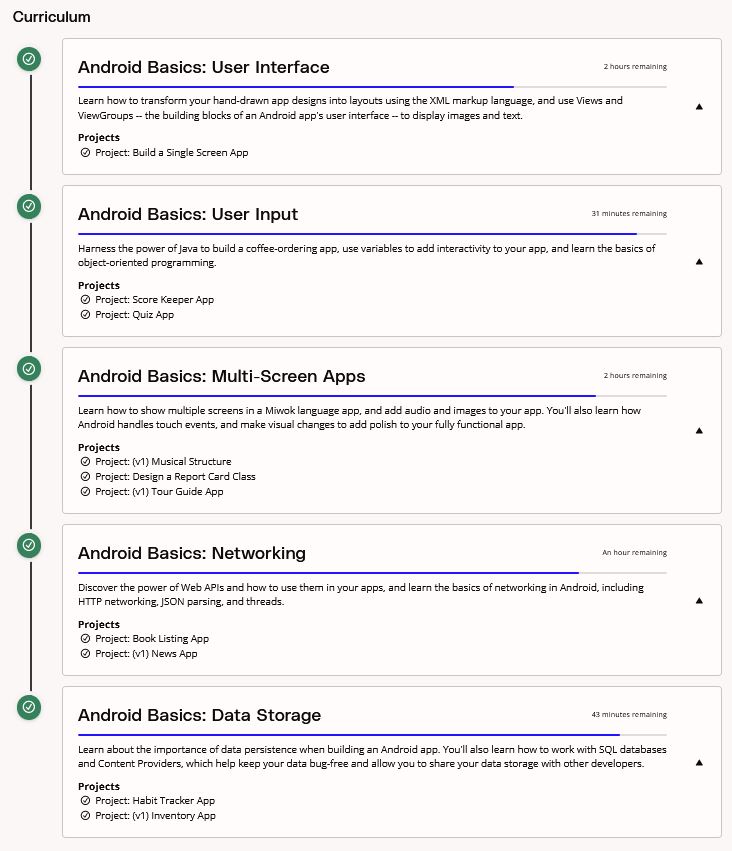 Curriculum
Android Basics: User Interface
2 hours remaining
Learn how to transform your hand-drawn app designs into layouts using the XML markup language, and use Views and
ViewGroups -- the building blocks of an Android app's user interface -- to display images and text.
Projects
Project: Build a Single Screen App
Android Basics: User Input
31 minutes remaining
Harness the power of Java to build a coffee-ordering app, use variables to add interactivity to your app, and learn the basics of
object-oriented programming.
Projects
Project: Score Keeper App
Project: Quiz App
Android Basics: Multi-Screen Apps
2 hours remaining
Learn how to show multiple screens in a Miwok language app, and add audio and images to your app. You'll also learn how
Android handles touch events, and make visual changes to add polish to your fully functional app.
Projects
Project: (v1) Musical Structure
Project: Design a Report Card Class
Project: (v1) Tour Guide App
Android Basics: Networking
An hour remaining
Discover the power of Web APIs and how to use them in your apps, and learn the basics of networking in Android, including
HTTP networking, JSON parsing, and threads.
Projects
Project: Book Listing App
Project: (v1) News App
Android Basics: Data Storage
43 minutes remaining
Learn about the importance of data persistence when building an Android app. You'll also learn how to work with SQL databases
and Content Providers, which help keep your data bug-free and allow you to share your data storage with other developers.
Projects
Project: Habit Tracker App
Project: (v1) Inventory App